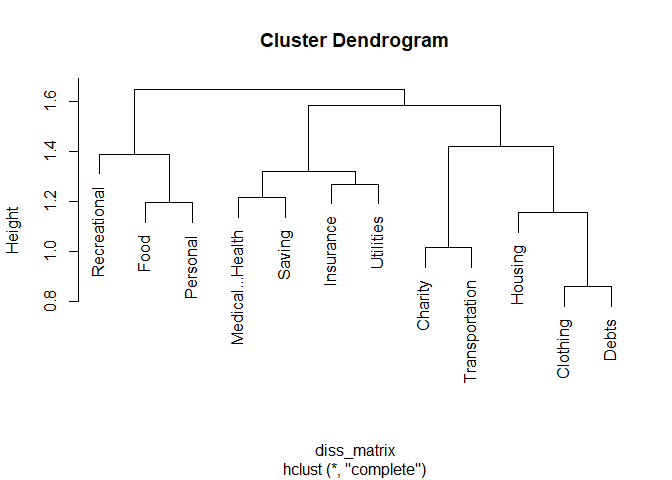 Cluster Dendrogram
Height
1.6
1.4
1.2
1.0
0.8
Recreational
Food
Personal
Medical...Health
Saving
Insurance
Utilities
Charity
Transportation
Housing
Clothing
Debts
diss_matrix
hclust (*, "complete")